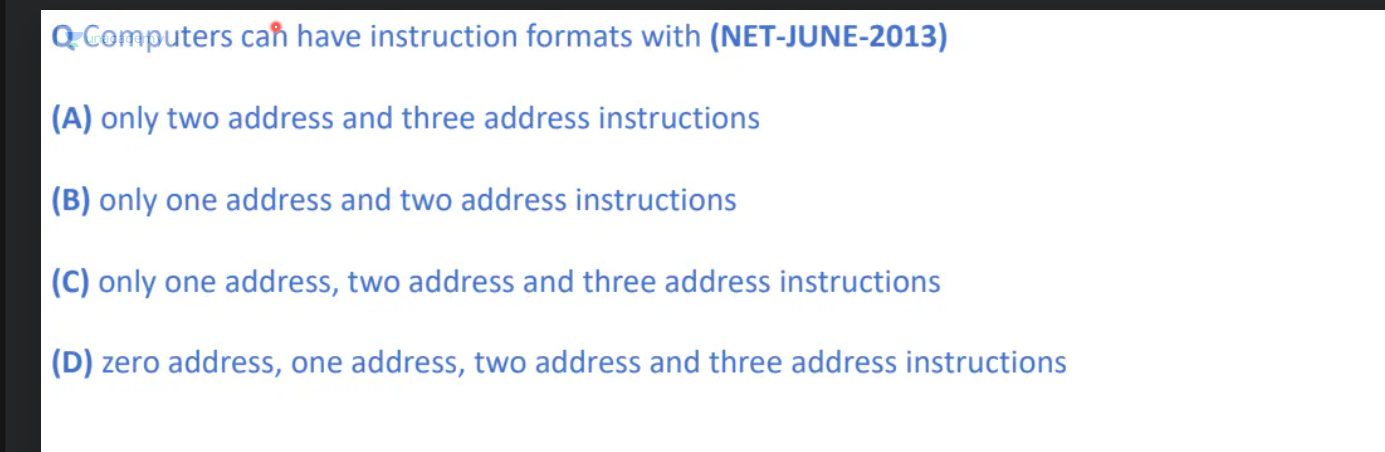 Q Computers can have instruction formats with (NET-JUNE-2013)
(A) only two address and three address instructions
(B) only one address and two address instructions
(C) only one address, two address and three address instructions
(D) zero address, one address, two address and three address instructions